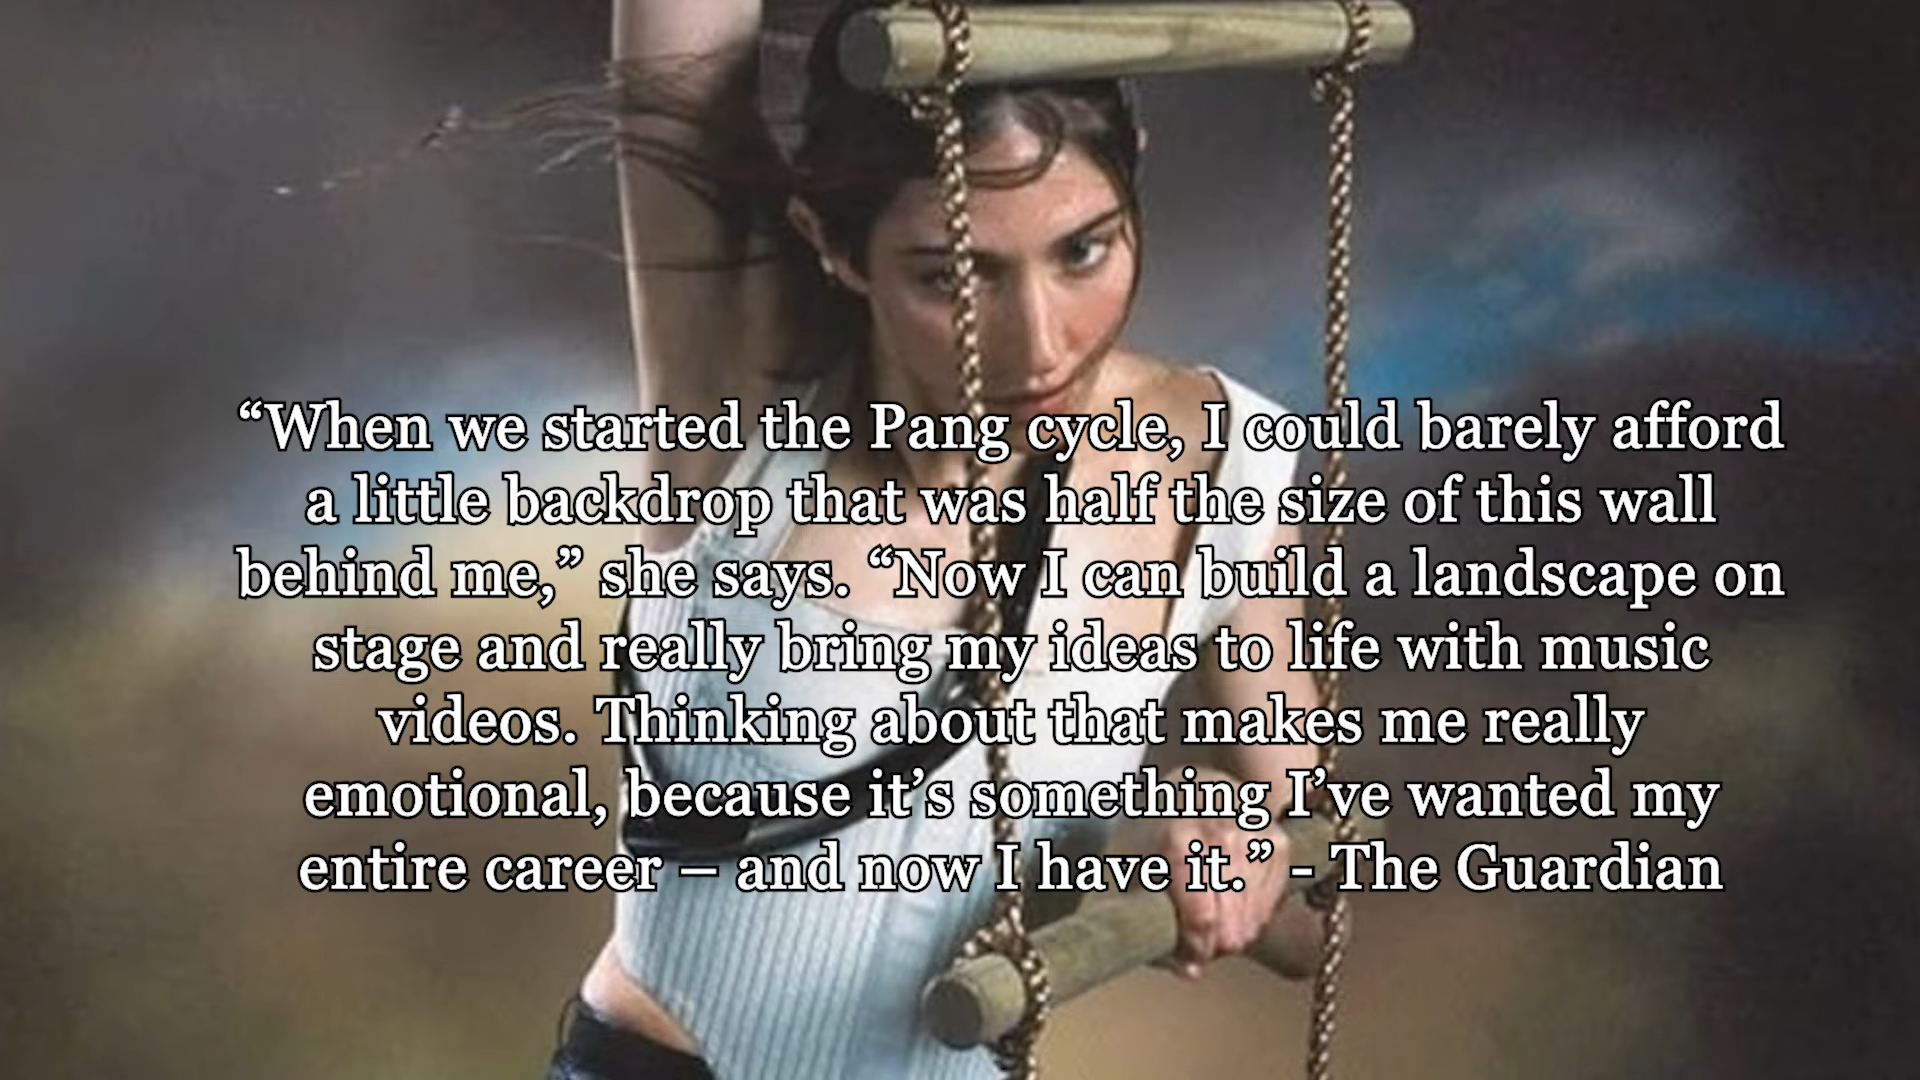 “When we started the Pang cycle, I could barely afford
a little backdrop that was half the size of this wall
behind me,” she says. “Now I can build a landscape on
stage and really bring my ideas to life with music
videos. Thinking about that makes me really
emotional, because it’s something I’ve wanted my
entire career – and now I have it.” - The Guardian